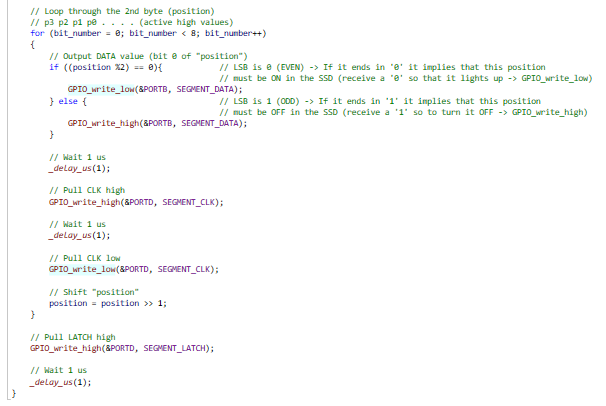 // Loop through the 2nd byte (position)
// p3 p2 p1 p0 . . . . (active high values)
for (bit_number = 0; bit_number < 8; bit_number++)
{
// Output DATA value (bit 0 of "position")
if ((position %2) == 0){ // LSB is 0 (EVEN) -> If it ends in '0' it implies that this position
// must be ON in the SSD (receive a '0' so that it lights up -> GPIO_write_low)
GPIO_write_low(&PORTB, SEGMENT_DATA);
} else { // LSB is 1 (ODD) -> If it ends in '1' it implies that this position
// must be OFF in the SSD (receive a '1' so to turn it OFF -> GPIO_write_high)
GPIO_write_high(&PORTB, SEGMENT_DATA);
}
// Wait 1 us
_delay_us(1);
// Pull CLK high
GPIO_write_high(&PORTD, SEGMENT_CLK);
// Wait 1 us
_delay_us(1);
// Pull CLK low
GPIO_write_low(&PORTD, SEGMENT_CLK);
// Shift "position"
position = position >> 1;
}
// Pull LATCH high
GPIO_write_high(&PORTD, SEGMENT_LATCH);
// Wait 1 us
_delay_us(1);
}